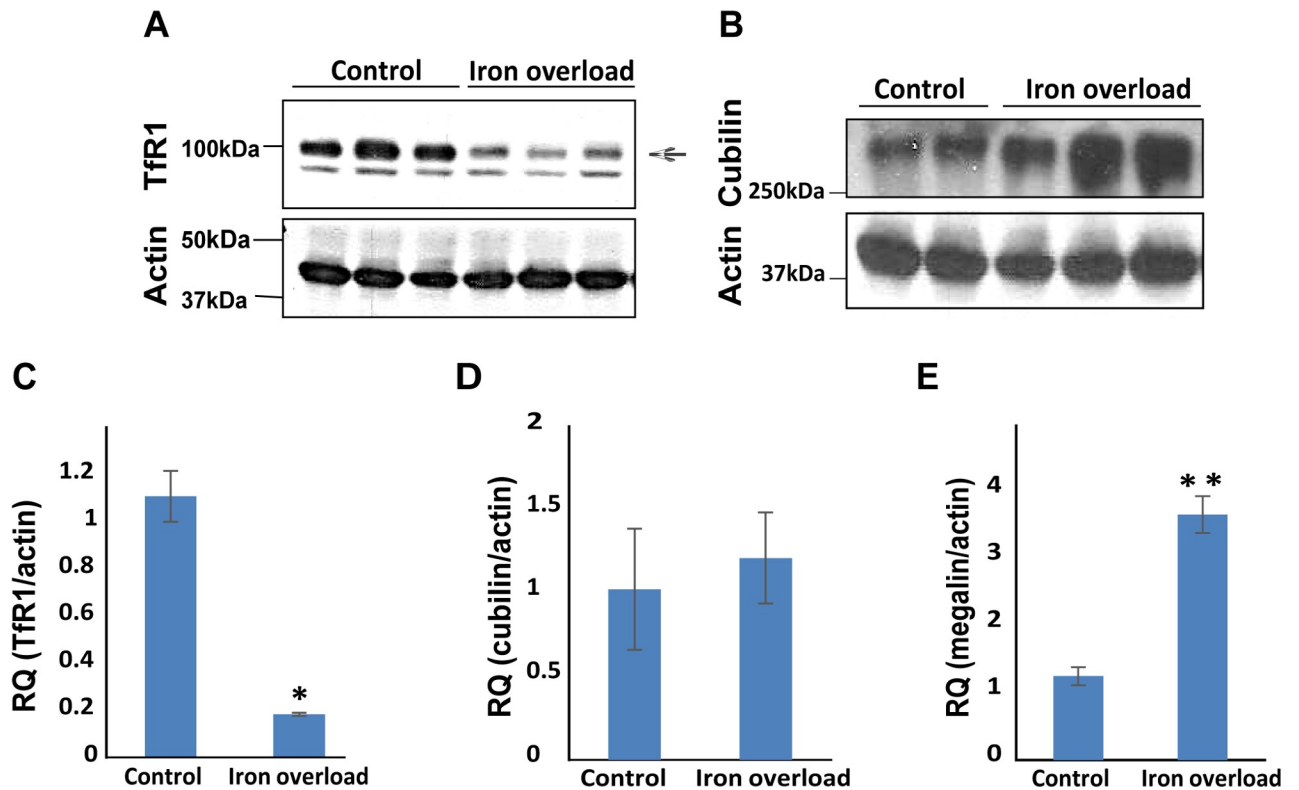 A
B
Control Iron overload
Control Iron overload
TfR1
100kDa
Cubilin
250kDa
Actin
50kDa
37kDa
Actin
37kDa
C
D
E
RQ (TfR1/actin)
1.2
1
0.8
0.6
0.4
0.2
0
*
Control Iron overload
RQ (cubilin/actin)
2
1.5
1
0.5
0
Control Iron overload
RQ (megalin/actin)
4
3
2
1
0
* *
Control Iron overload